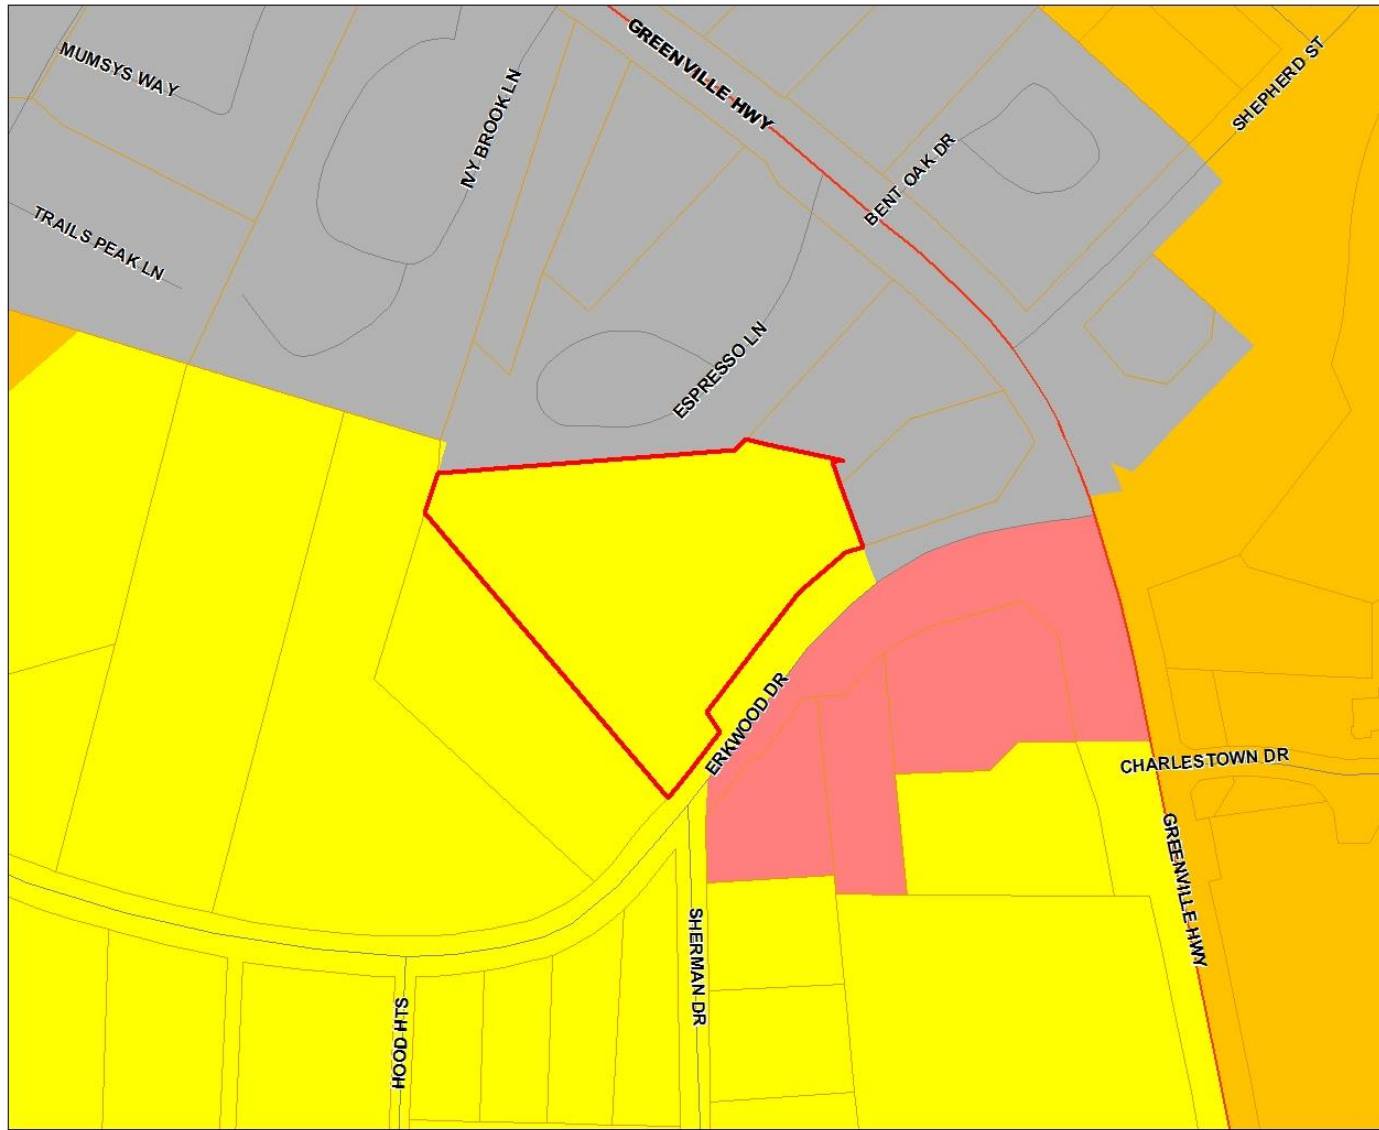 GREENVILLE HWY
MUMSYS WAY
SHEPHERD ST
IVY BROOK LN
BENT OAK DR
TRAILS PEAK LN
ESPRESSO LN
ERKWOOD DR
CHARLESTOWN DR
GREENVILLE HWY
SHERMAN DR
HOOD HTS